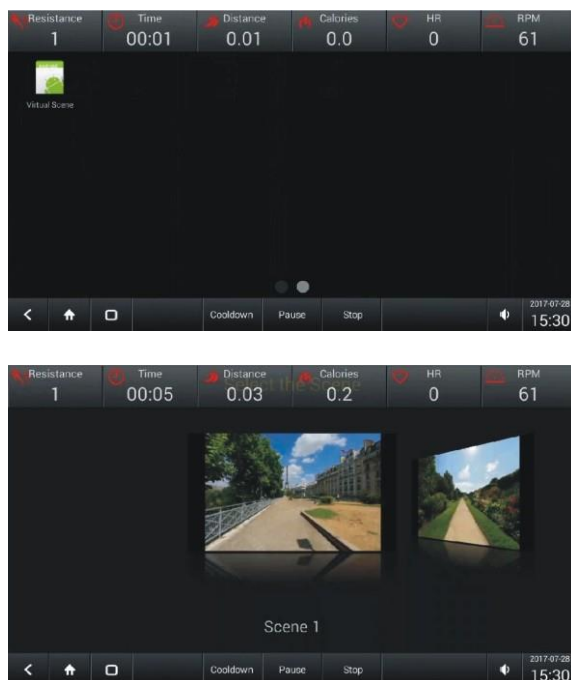 Resistance Time Distance Calories HR RPM
1 00:01 0.01 0.0 0 61
Virtual Scene
Cooldown Pause Stop
2017-07-28
15:30
Select the Scene
Resistance Time Distance Calories HR RPM
1 00:05 0.03 0.2 0 61
Scene 1
Cooldown Pause Stop
2017-07-28
15:30